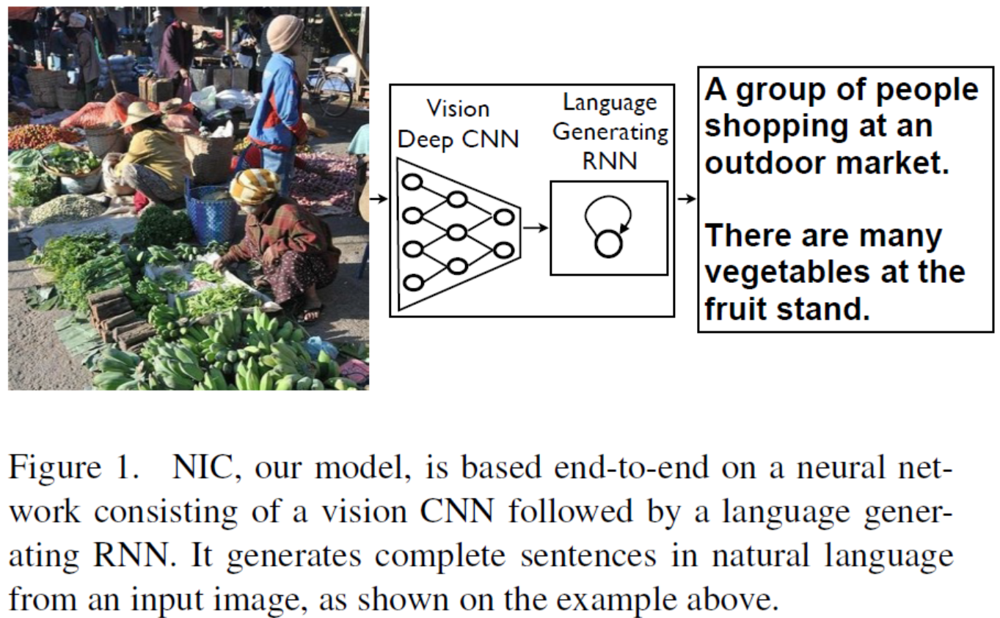 Vision
Deep CNN
Language
Generating
RNN
A group of people
shopping at an
outdoor market.
There are many
vegetables at the
fruit stand.
Figure 1. NIC, our model, is based end-to-end on a neural net-
work consisting of a vision CNN followed by a language gener-
ating RNN. It generates complete sentences in natural language
from an input image, as shown on the example above.